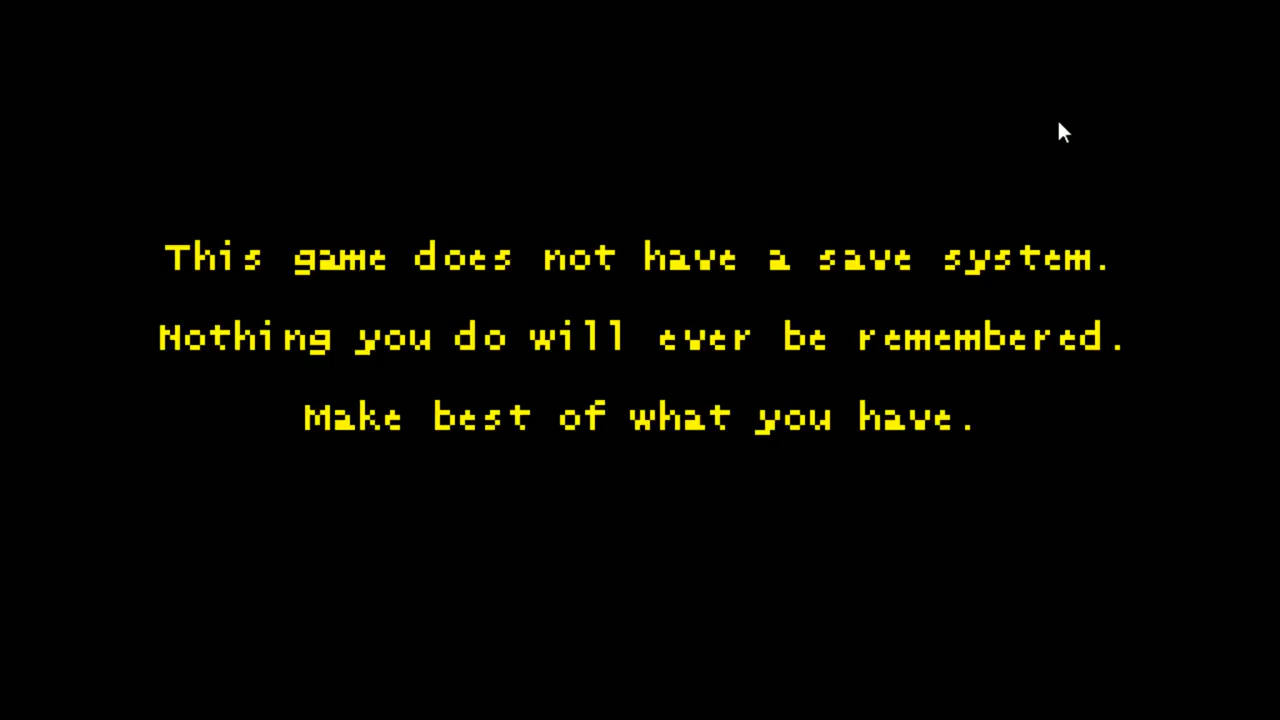 This game does not have a save system.
Nothing you do will ever be remembered.
Make best of what you have.